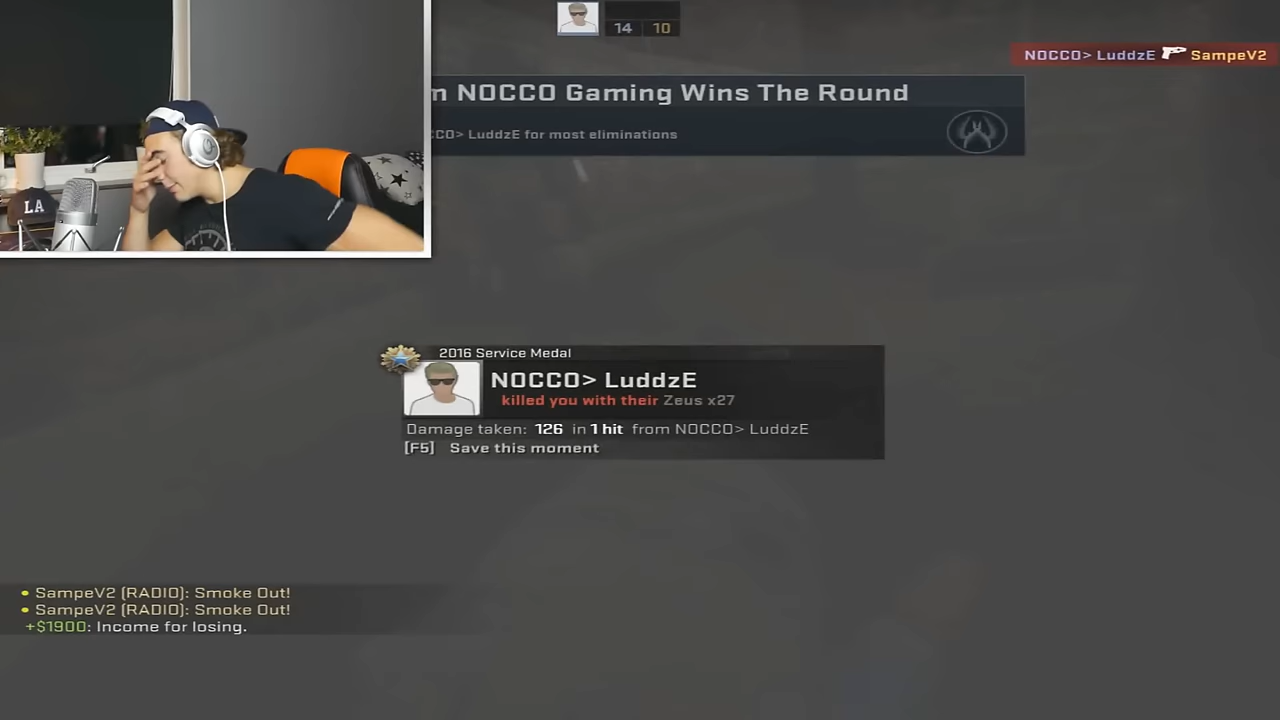 14 10
NOCCO> LuddzE SampeV2
NOCCO Gaming Wins The Round
LuddzE for most eliminations
LA
2016 Service Medal
NOCCO> LuddzE
killed you with their Zeus x27
Damage taken: 126 in 1 hit from NOCCO> LuddzE
[F5] Save this moment
• SampeV2 (RADIO): Smoke Out!
• SampeV2 (RADIO): Smoke Out!
+$1900: Income for losing.